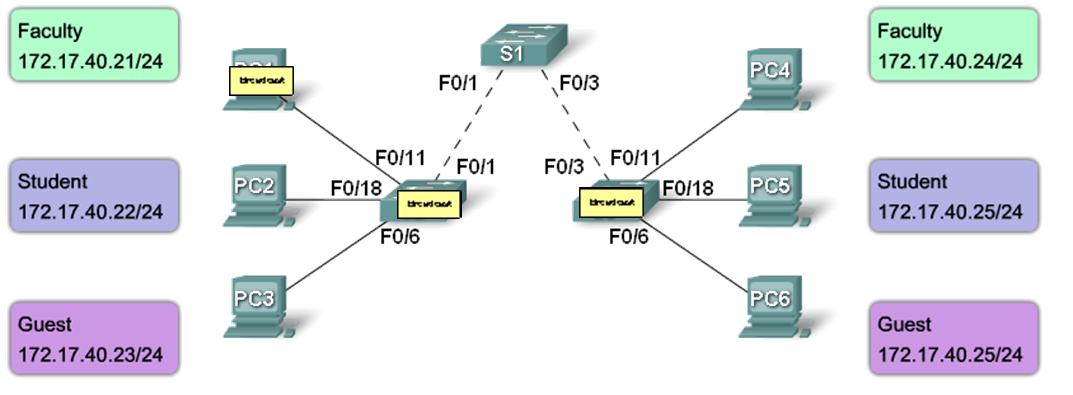 Faculty
172.17.40.21/24
S1
Faculty
172.17.40.24/24
Broadcast
PC4
F0/1
F0/3
F0/11
F0/1
F0/3
F0/11
Student
172.17.40.22/24
PC2
F0/18
Broadcast
Broadcast
F0/18
PC5
Student
172.17.40.25/24
F0/6
F0/6
PC3
PC6
Guest
172.17.40.23/24
Guest
172.17.40.25/24